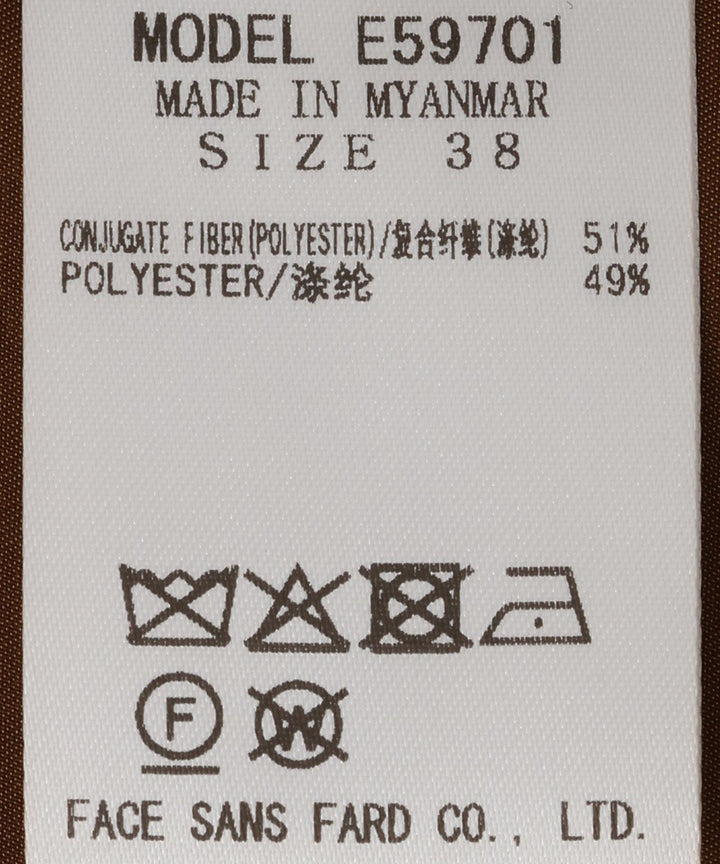 MODEL E59701
MADE IN MYANMAR
SIZE 38
CONJUGATE FIBER(POLYESTER)/复合纤维(涤纶) 51%
POLYESTER/涤纶 49%
F
W
FACE SANS FARD CO., LTD.